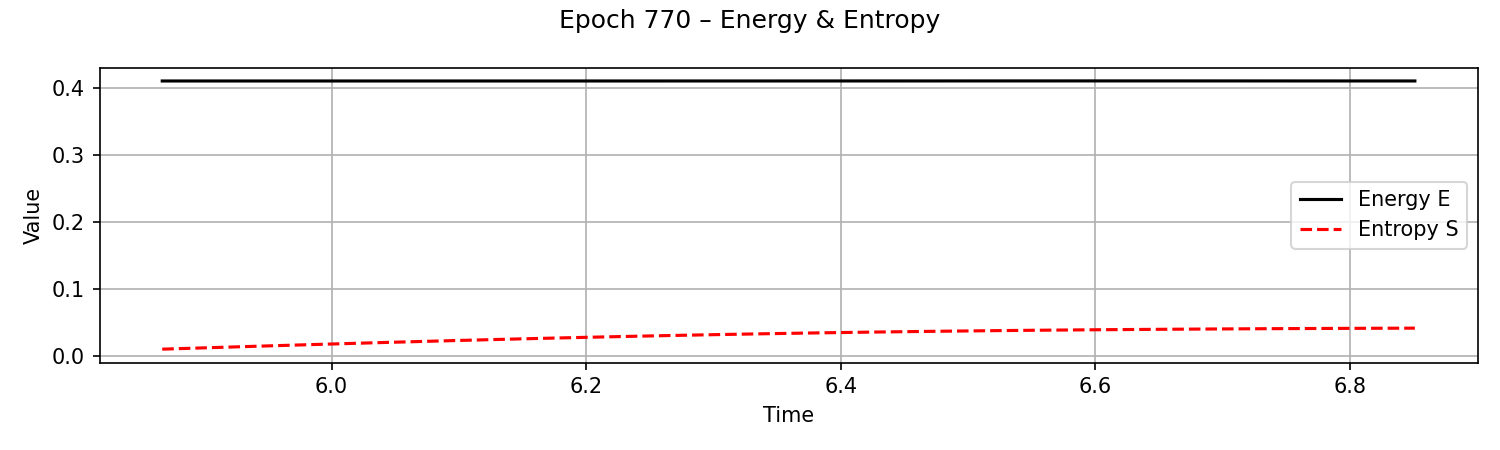 Epoch 770 – Energy & Entropy
Value
0.4
0.3
0.2
0.1
0.0
Energy E
Entropy S
6.0 6.2 6.4 6.6 6.8
Time